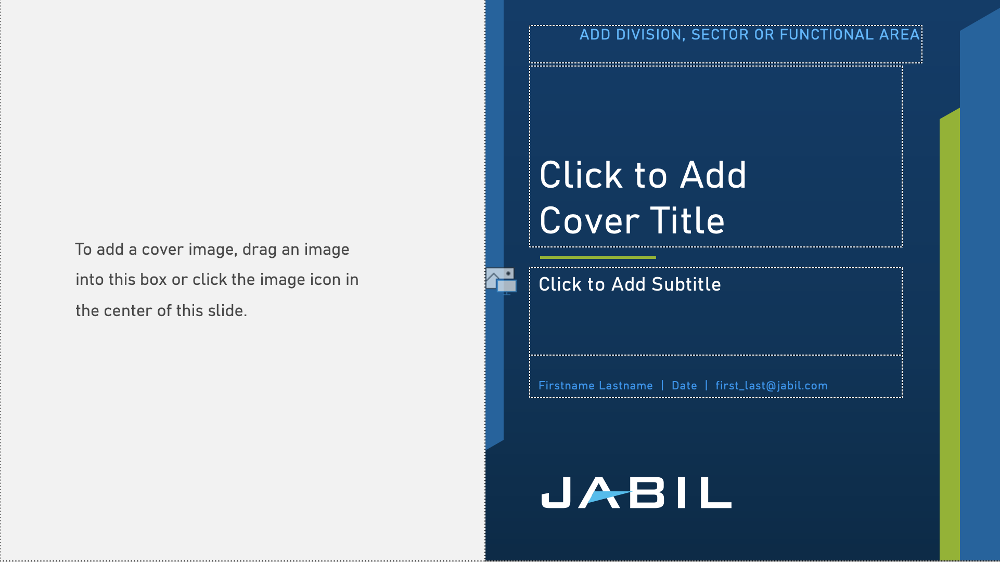 To add a cover image, drag an image
into this box or click the image icon in
the center of this slide.
ADD DIVISION, SECTOR OR FUNCTIONAL AREA
Click to Add
Cover Title
Click to Add Subtitle
Firstname Lastname | Date | first_last@jabil.com
JABIL